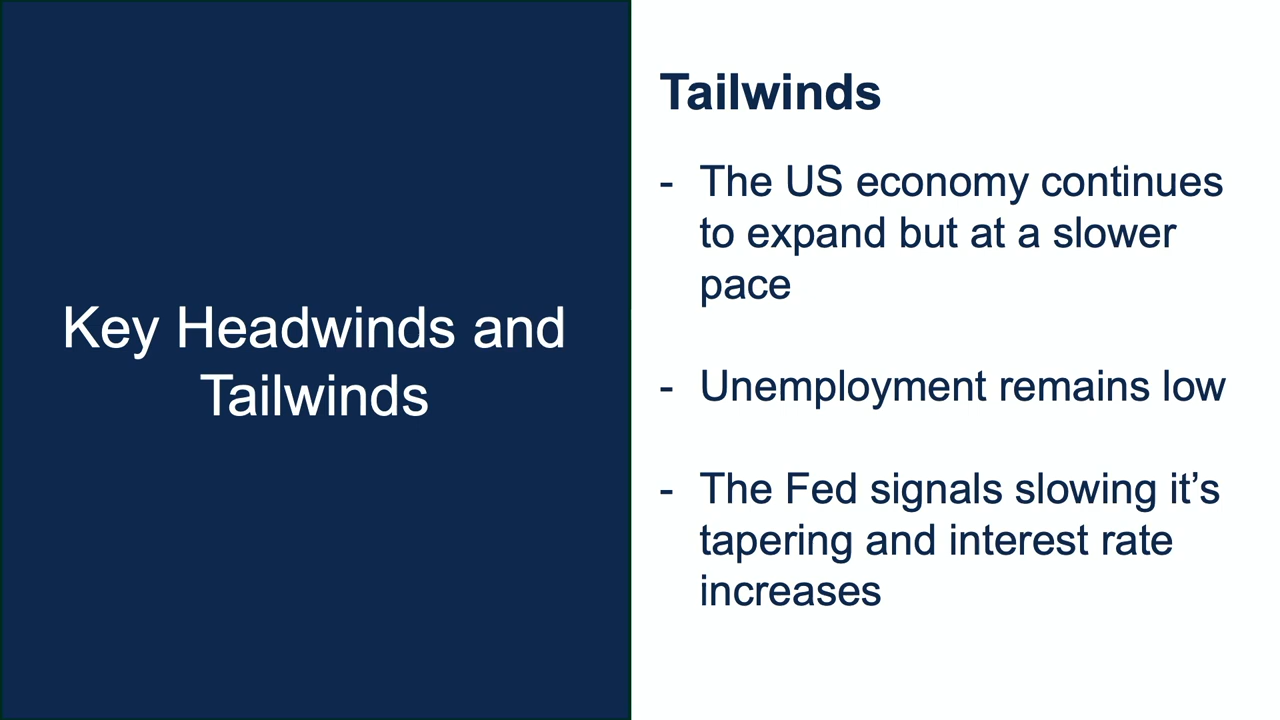 Key Headwinds and
Tailwinds
Tailwinds
- The US economy continues
to expand but at a slower
pace
- Unemployment remains low
- The Fed signals slowing it’s
tapering and interest rate
increases